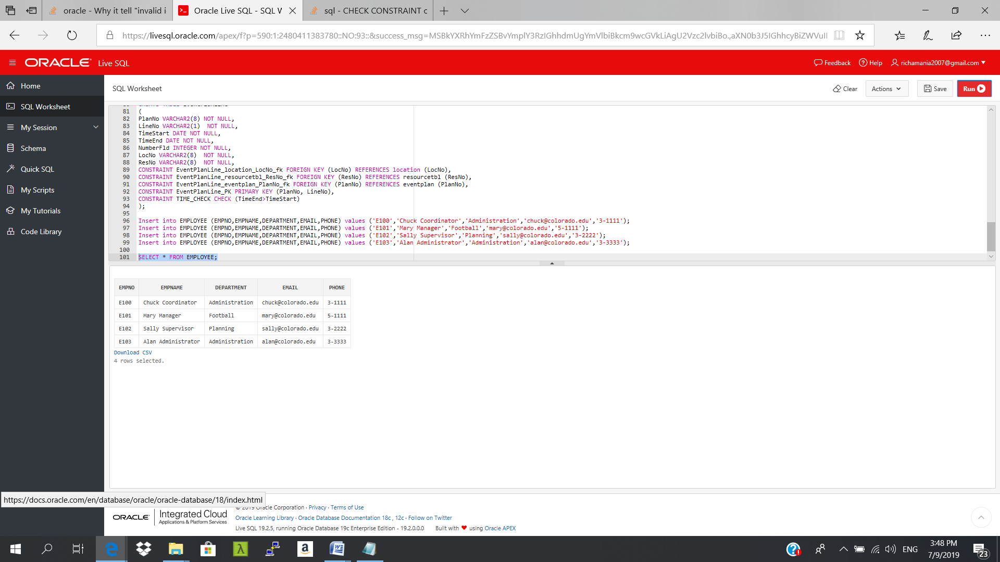 oracle - Why it tell "invalid i
Oracle Live SQL - SQL W
sql - CHECK CONSTRAINT c
ORACLE Live SQL
Feedback
Help
richamania2007@gmail.com
Home
SQL Worksheet
My Session
Schema
Quick SQL
My Scripts
My Tutorials
Code Library
SQL Worksheet
Clear
Actions
Save
Run
81 (
82 PlanNo VARCHAR2(8) NOT NULL,
83 LineNo VARCHAR2(1)  NOT NULL,
84 TimeStart DATE NOT NULL,
85 TimeEnd DATE NOT NULL,
86 NumberFld INTEGER NOT NULL,
87 LocNo VARCHAR2(8)  NOT NULL,
88 ResNo VARCHAR2(8)  NOT NULL,
89 CONSTRAINT EventPlanLine_location_LocNo_fk FOREIGN KEY (LocNo) REFERENCES location (LocNo),
90 CONSTRAINT EventPlanLine_resourcetbl_ResNo_fk FOREIGN KEY (ResNo) REFERENCES resourcetbl (ResNo),
91 CONSTRAINT EventPlanLine_eventplan_PlanNo_fk FOREIGN KEY (PlanNo) REFERENCES eventplan (PlanNo),
92 CONSTRAINT EventPlanLine_PK PRIMARY KEY (PlanNo, LineNo),
93 CONSTRAINT TIME_CHECK CHECK (TimeEnd>TimeStart)
94 );
95
96 Insert into EMPLOYEE (EMPNO,EMPNAME,DEPARTMENT,EMAIL,PHONE) values ('E100','Chuck Coordinator','Administration','chuck@colorado.edu','3-1111');
97 Insert into EMPLOYEE (EMPNO,EMPNAME,DEPARTMENT,EMAIL,PHONE) values ('E101','Mary Manager','Football','mary@colorado.edu','5-1111');
98 Insert into EMPLOYEE (EMPNO,EMPNAME,DEPARTMENT,EMAIL,PHONE) values ('E102','Sally Supervisor','Planning','sally@colorado.edu','3-2222');
99 Insert into EMPLOYEE (EMPNO,EMPNAME,DEPARTMENT,EMAIL,PHONE) values ('E103','Alan Administrator','Administration','alan@colorado.edu','3-3333');
100
101 SELECT * FROM EMPLOYEE;
EMPNO EMPNAME DEPARTMENT EMAIL PHONE
E100 Chuck Coordinator Administration chuck@colorado.edu 3-1111
E101 Mary Manager Football mary@colorado.edu 5-1111
E102 Sally Supervisor Planning sally@colorado.edu 3-2222
E103 Alan Administrator Administration alan@colorado.edu 3-3333
Download CSV
4 rows selected.
https://docs.oracle.com/en/database/oracle/oracle-database/18/index.html
© 2019 Oracle Corporation · Privacy · Terms of Use
ORACLE Integrated Cloud
Applications & Platform Services
Oracle Learning Library · Oracle Database Documentation 18c, 12c · Follow on Twitter
Live SQL 19.2.5, running Oracle Database 19c Enterprise Edition - 19.2.0.0.0 Built with ❤ using Oracle APEX
ENG
3:48 PM
7/9/2019
23